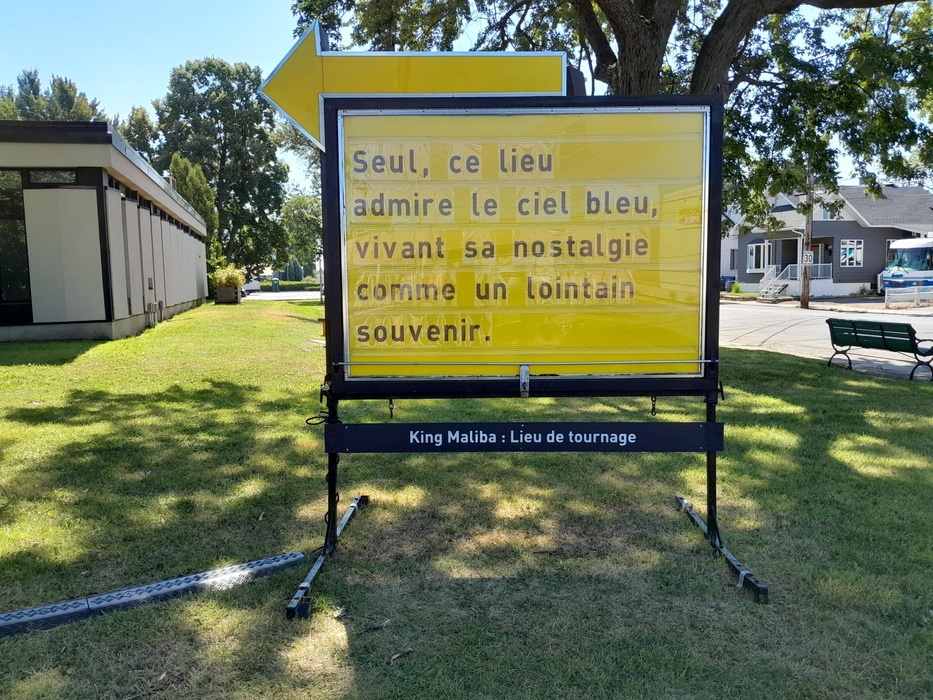 Seul, ce lieu
admire le ciel bleu,
vivant sa nostalgie
comme un lointain
souvenir.
King Maliba : Lieu de tournage
30